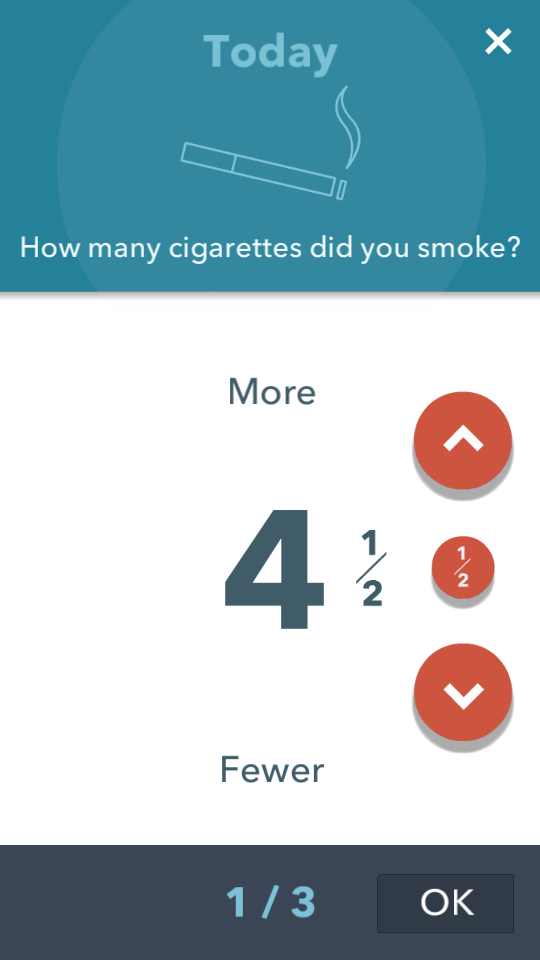 Today
How many cigarettes did you smoke?
More
4 1/2
1/2
Fewer
1 / 3
OK